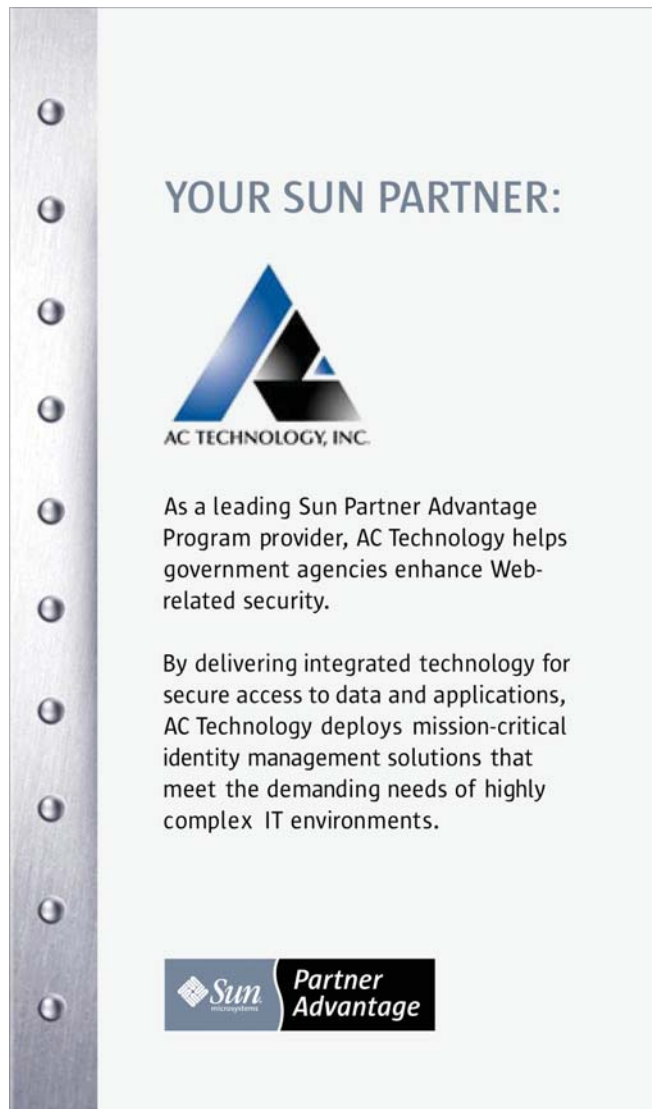 YOUR SUN PARTNER:
AC TECHNOLOGY, INC.
As a leading Sun Partner Advantage
Program provider, AC Technology helps
government agencies enhance Web-
related security.
By delivering integrated technology for
secure access to data and applications,
AC Technology deploys mission-critical
identity management solutions that
meet the demanding needs of highly
complex IT environments.
Sun
microsystems
Partner
Advantage